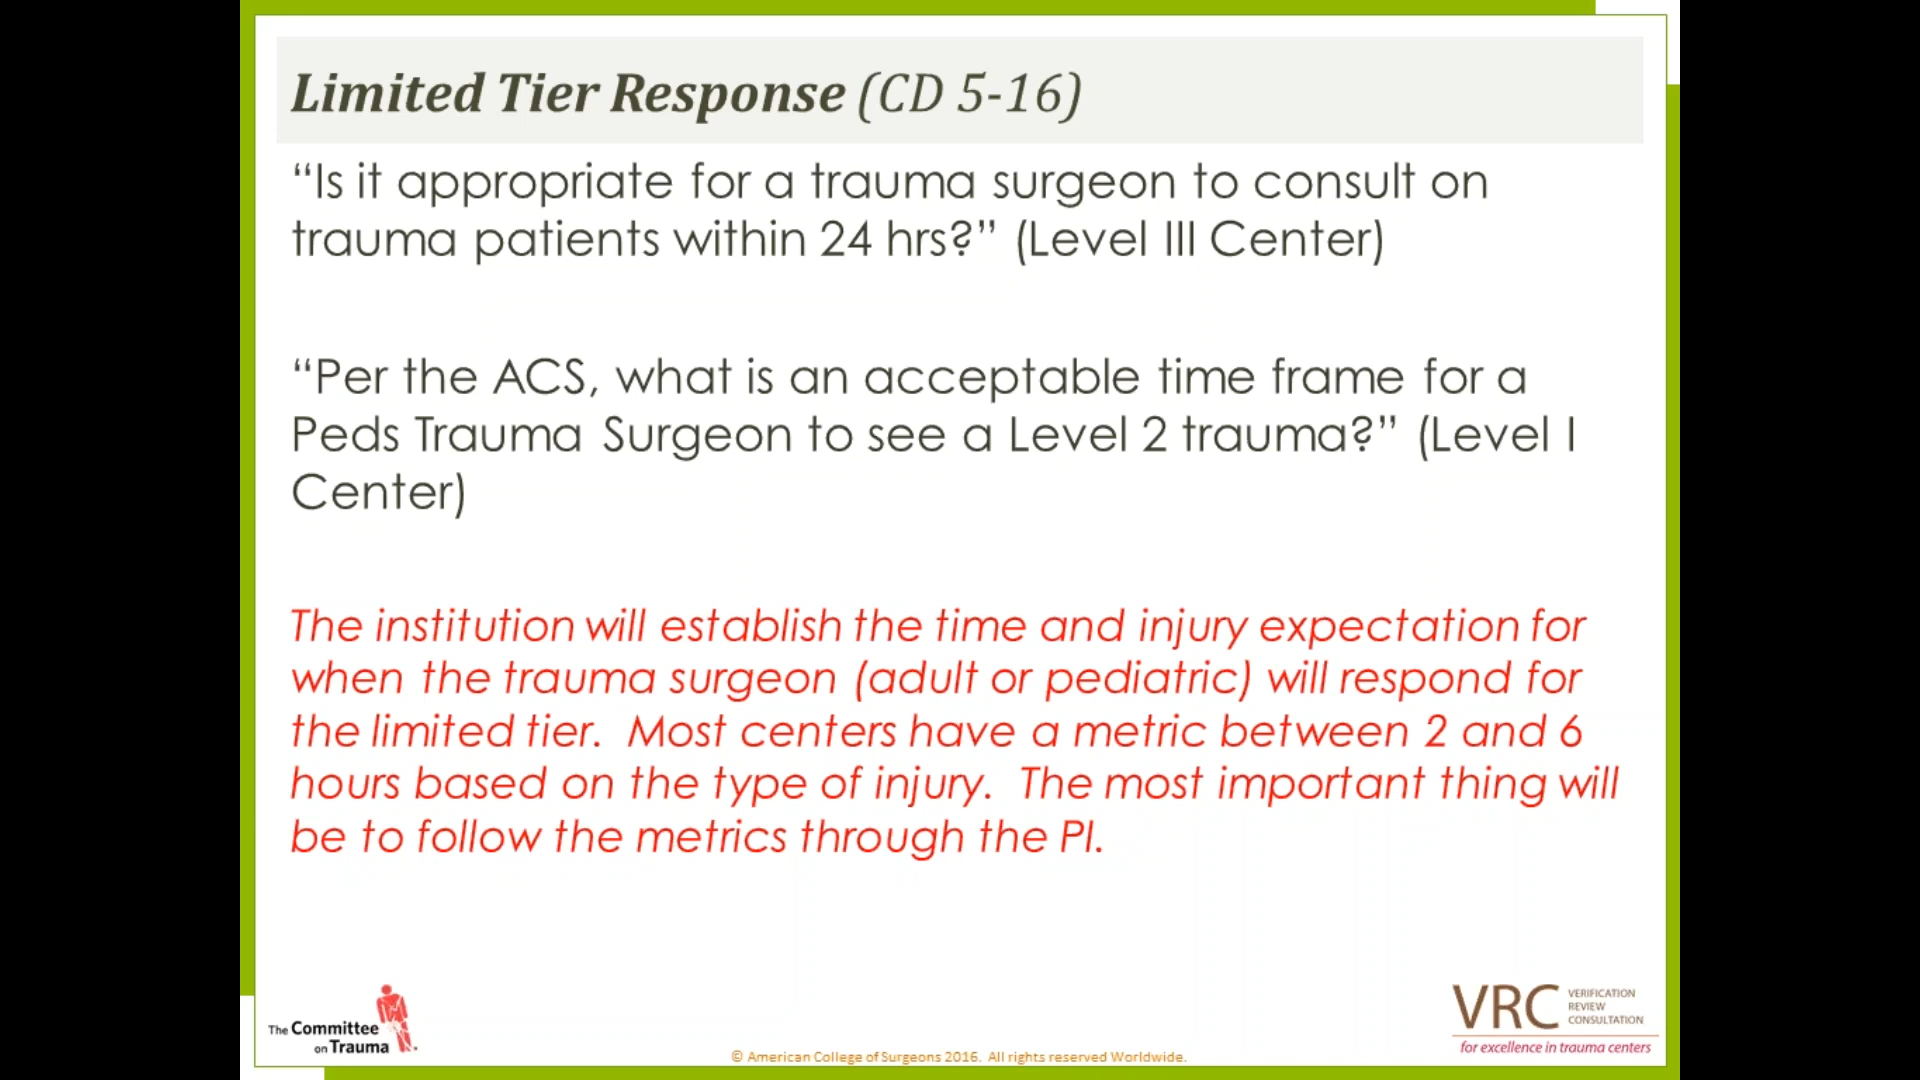 Limited Tier Response (CD 5-16)
“Is it appropriate for a trauma surgeon to consult on
trauma patients within 24 hrs?” (Level III Center)
“Per the ACS, what is an acceptable time frame for a
Peds Trauma Surgeon to see a Level 2 trauma?” (Level I
Center)
The institution will establish the time and injury expectation for
when the trauma surgeon (adult or pediatric) will respond for
the limited tier. Most centers have a metric between 2 and 6
hours based on the type of injury. The most important thing will
be to follow the metrics through the PI.
The Committee
on Trauma
© American College of Surgeons 2016. All rights reserved Worldwide.
VRC
VERIFICATION
REVIEW
CONSULTATION
for excellence in trauma centers